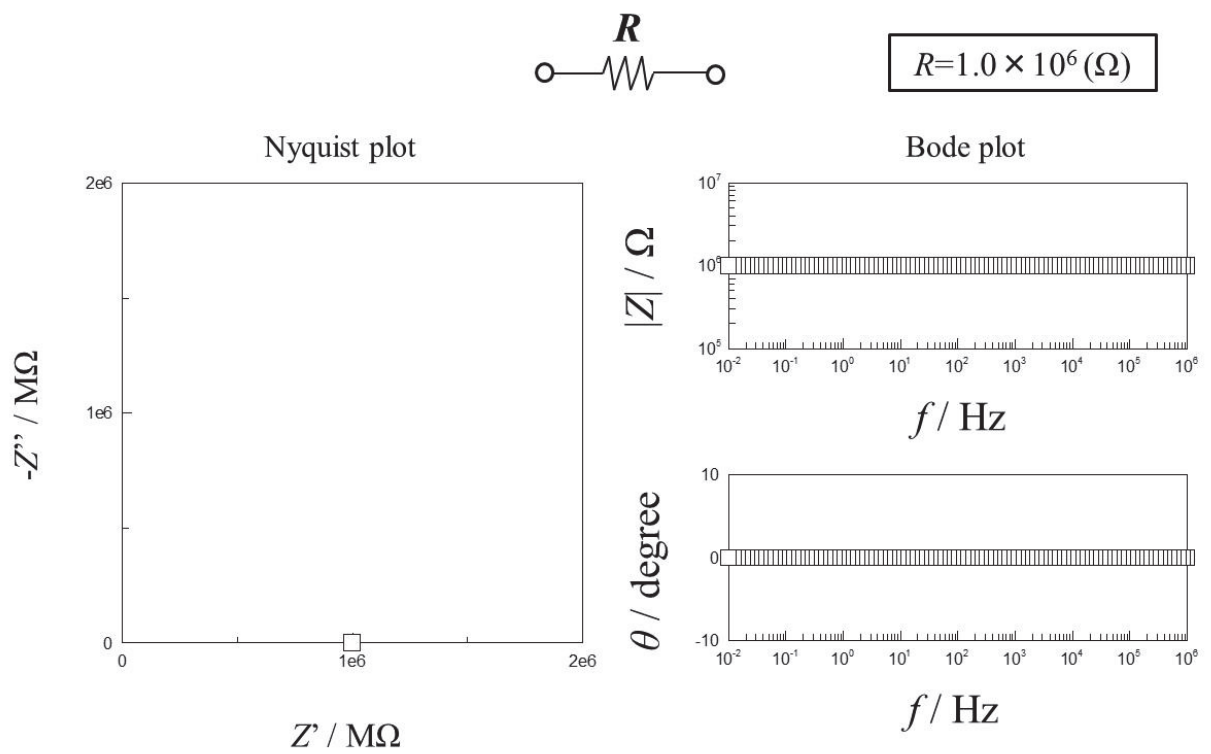 R
R=1.0 × 10⁶ (Ω)
Nyquist plot
2e6
1e6
0
0
1e6
2e6
-Z’’ / MΩ
Z’ / MΩ
Bode plot
|Z| / Ω
10⁷
10⁶
10⁵
10⁻² 10⁻¹ 10⁰ 10¹ 10² 10³ 10⁴ 10⁵ 10⁶
f / Hz
θ / degree
10
0
-10
10⁻² 10⁻¹ 10⁰ 10¹ 10² 10³ 10⁴ 10⁵ 10⁶
f / Hz